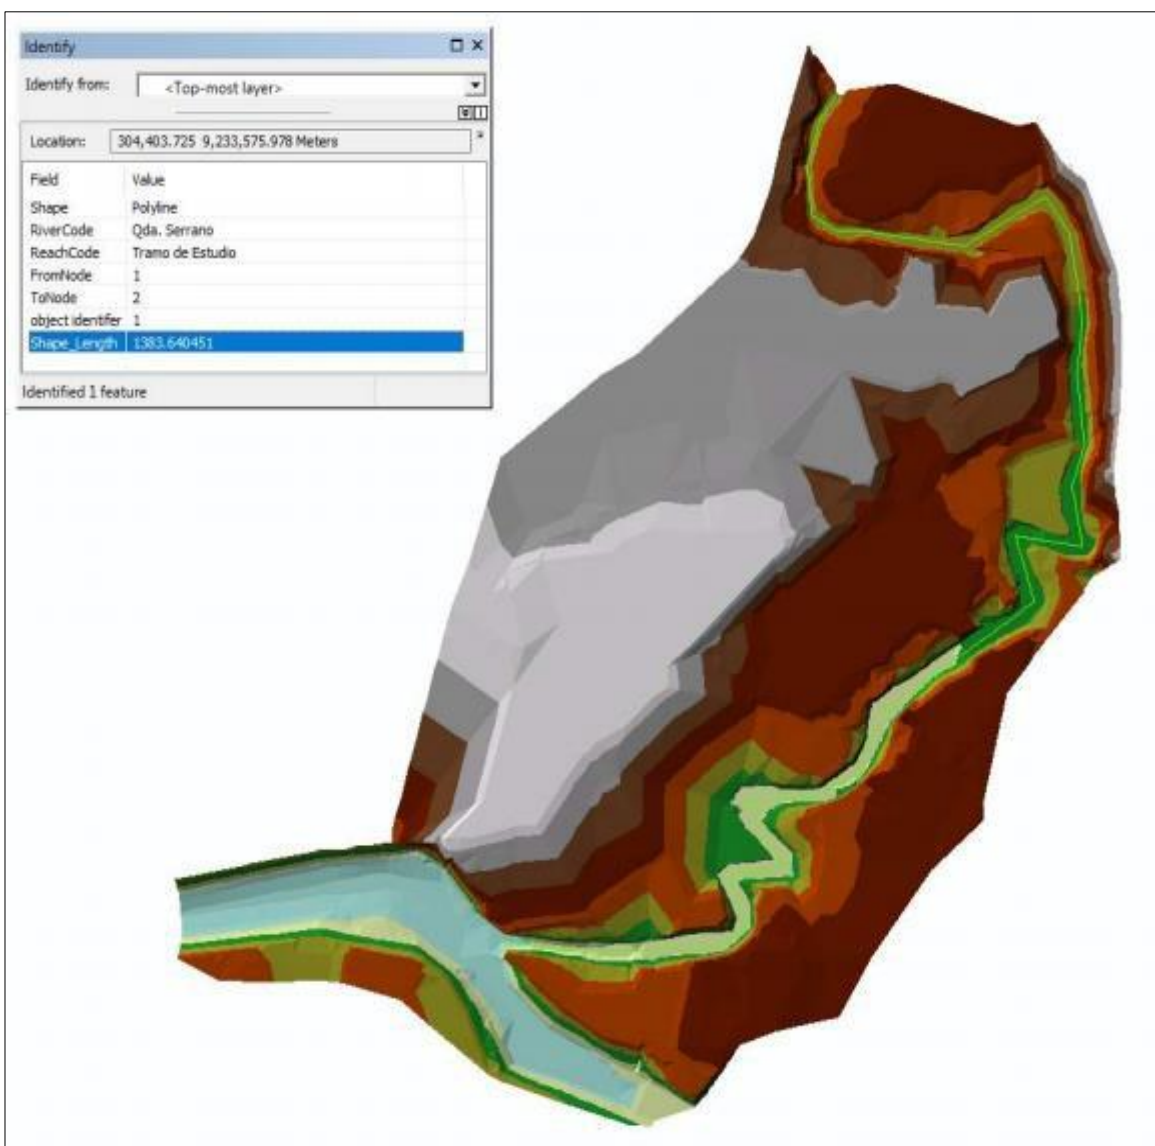 Identify
Identify from: <Top-most layer>
Location: 304,403.725 9,233,575.978 Meters
Field Value
Shape Polyline
RiverCode Qda. Serrano
ReachCode Tramo de Estudio
FromNode 1
ToNode 2
object identifer 1
Shape_Length 1383.640451
Identified 1 feature